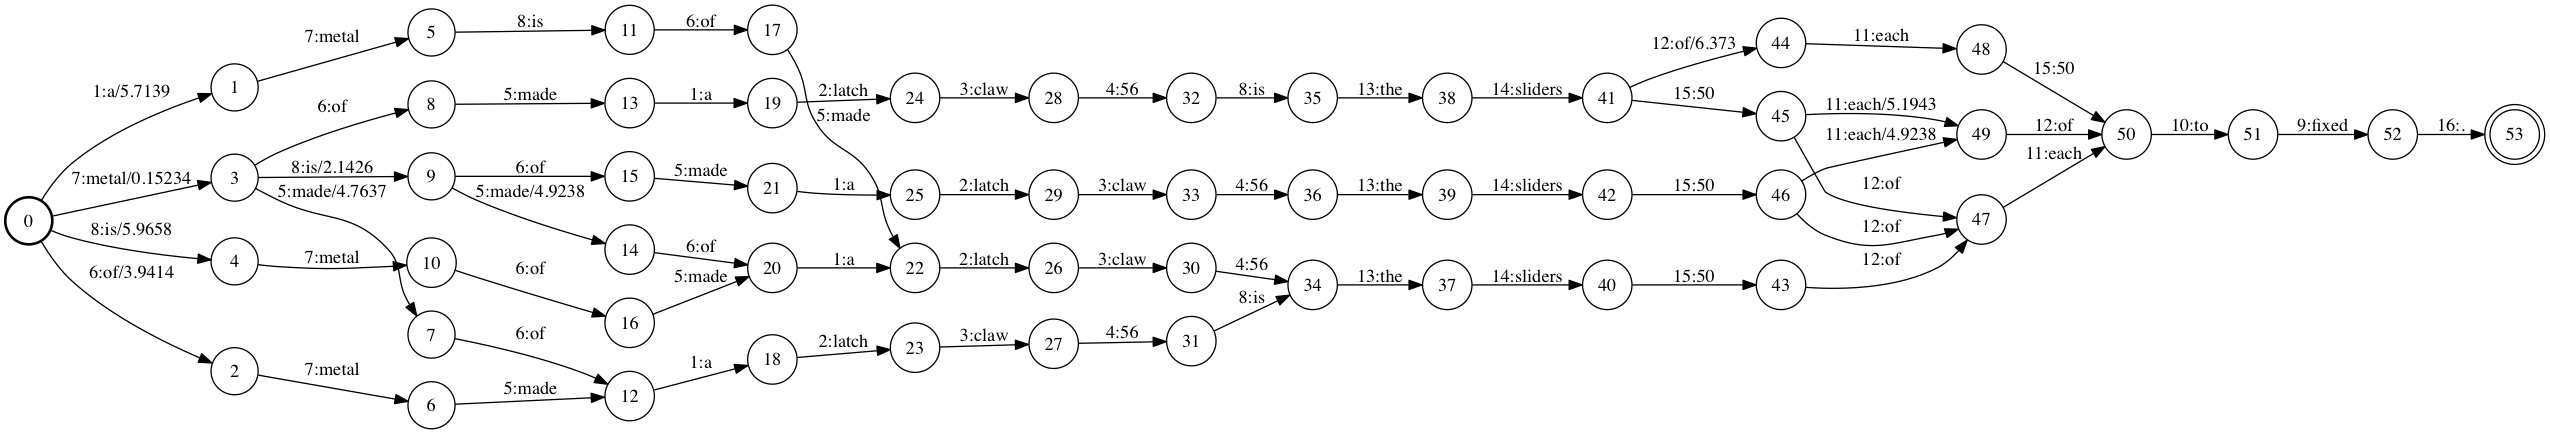 0
1:a/5.7139
7:metal/0.15234
8:is/5.9658
6:of/3.9414
1
3
4
2
7:metal
6:of
8:is/2.1426
5:made/4.7637
7:metal
7:metal
5
8
9
10
7
6
8:is
5:made
6:of
5:made/4.9238
6:of
6:of
5:made
11
13
15
14
16
12
6:of
1:a
5:made
6:of
5:made
1:a
17
19
21
20
18
2:latch
5:made
1:a
1:a
2:latch
24
25
22
23
3:claw
2:latch
2:latch
3:claw
28
29
26
27
4:56
3:claw
3:claw
4:56
32
33
30
31
8:is
4:56
4:56
8:is
35
36
34
13:the
13:the
13:the
38
39
37
14:sliders
14:sliders
14:sliders
41
42
40
12:of/6.373
15:50
15:50
15:50
44
45
46
43
11:each
11:each/5.1943
11:each/4.9238
12:of
12:of
12:of
48
49
47
15:50
12:of
11:each
50
10:to
51
9:fixed
52
16:.
53